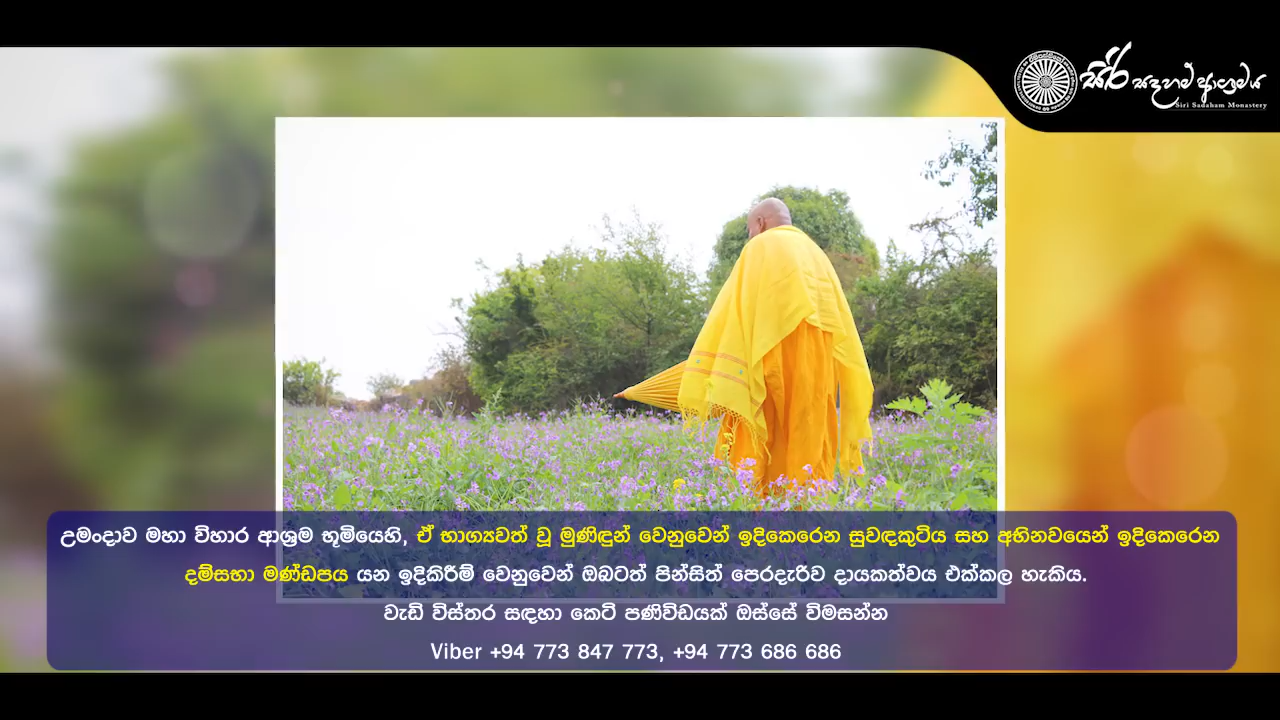 සිරි සදහම් ආශ්‍රමය
Siri Sadaham Monastery
උමංදාව මහා විහාර ආශ්‍රම භූමියෙහි, ඒ භාග්‍යවත් වූ මුණිඳුන් වෙනුවෙන් ඉදිකෙරෙන සුවඳකුටිය සහ අභිනවයෙන් ඉදිකෙරෙන
දම්සභා මණ්ඩපය යන ඉදිකිරීම් වෙනුවෙන් ඔබටත් පින්සිත් පෙරදැරිව දායකත්වය එක්කල හැකිය.
වැඩි විස්තර සඳහා කෙටි පණිවිඩයක් ඔස්සේ විමසන්න
Viber +94 773 847 773, +94 773 686 686